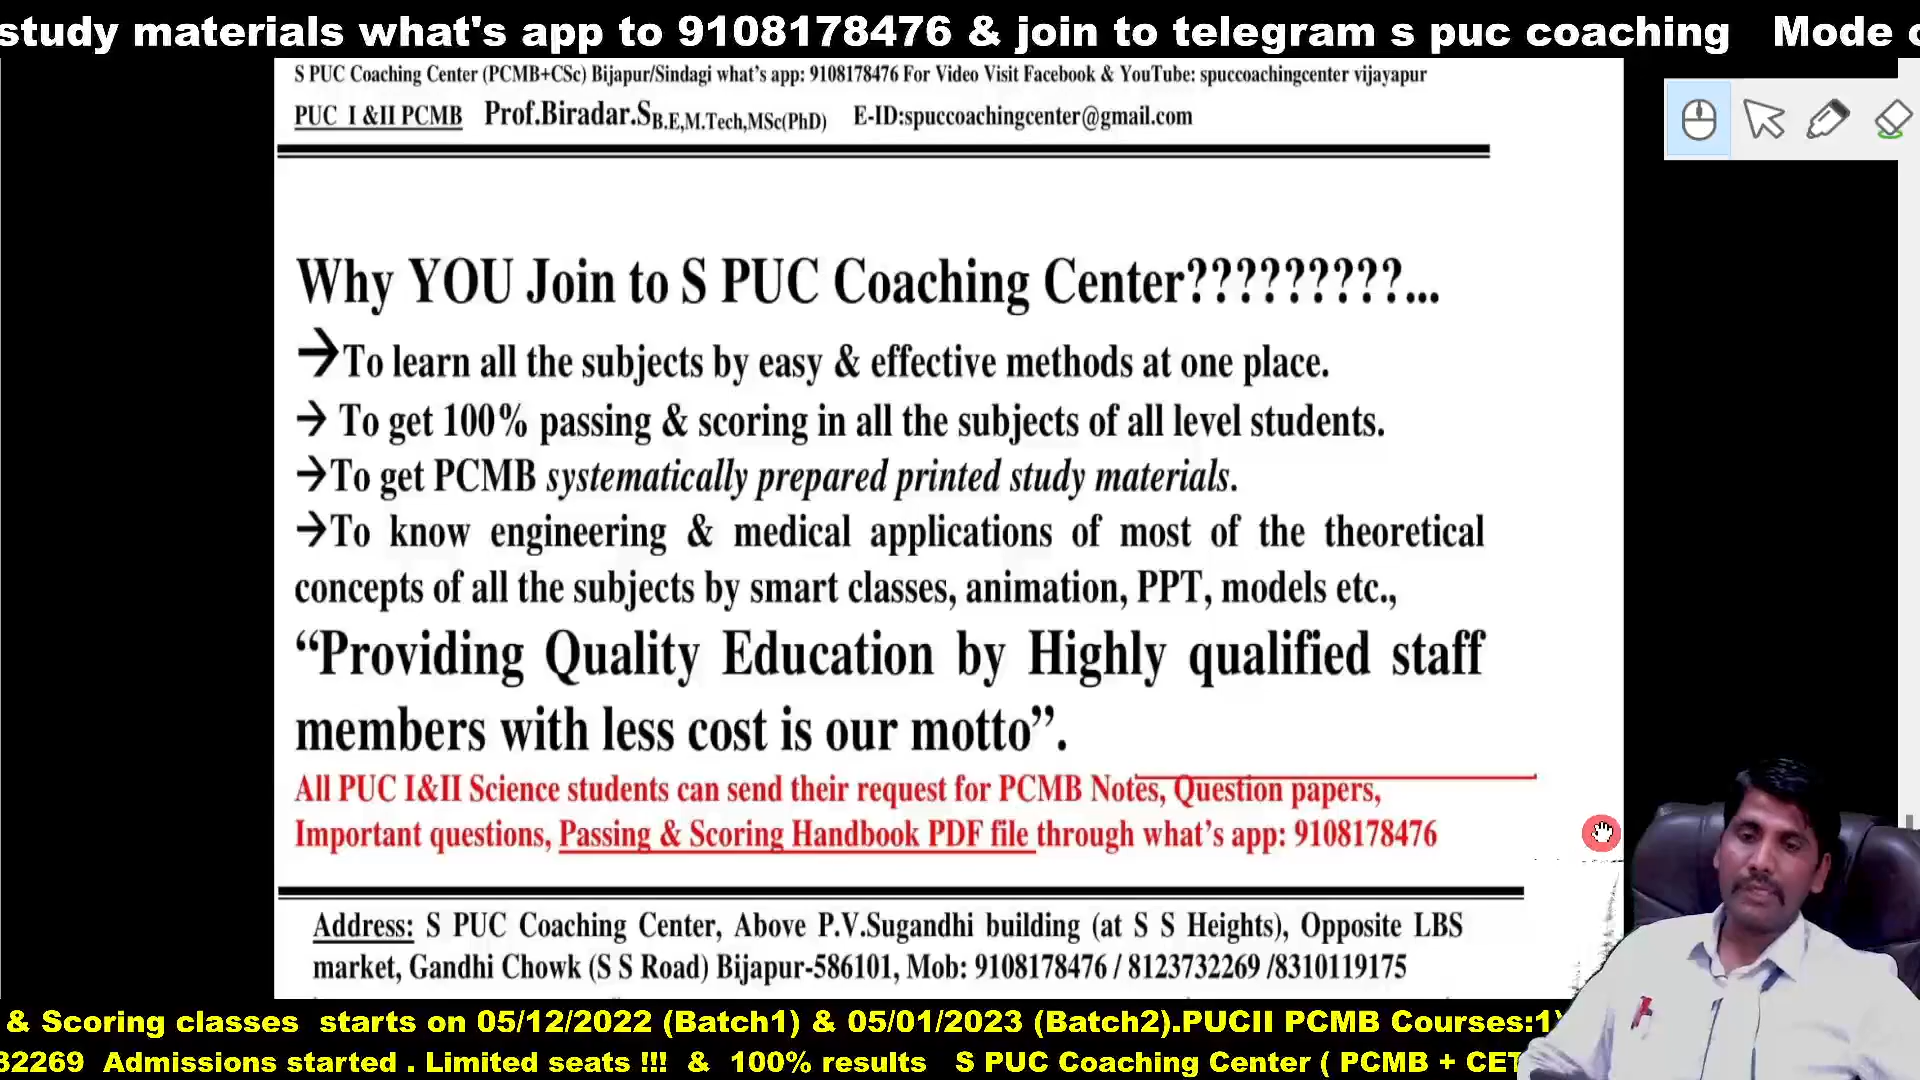 study materials what's app to 9108178476 & join to telegram s puc coaching Mode
S PUC Coaching Center (PCMB+CSc) Bijapur/Sindagi what's app: 9108178476 For Video Visit Facebook & YouTube: spuccoachingcenter vijayapur
PUC I &II PCMB Prof.Biradar.S B.E,M.Tech,MSc(PhD) E-ID:spuccoachingcenter@gmail.com
Why YOU Join to S PUC Coaching Center?????????...
→To learn all the subjects by easy & effective methods at one place.
→ To get 100% passing & scoring in all the subjects of all level students.
→To get PCMB systematically prepared printed study materials.
→To know engineering & medical applications of most of the theoretical
concepts of all the subjects by smart classes, animation, PPT, models etc.,
“Providing Quality Education by Highly qualified staff
members with less cost is our motto”.
All PUC I&II Science students can send their request for PCMB Notes, Question papers,
Important questions, Passing & Scoring Handbook PDF file through what's app: 9108178476
Address: S PUC Coaching Center, Above P.V.Sugandhi building (at S S Heights), Opposite LBS
market, Gandhi Chowk (S S Road) Bijapur-586101, Mob: 9108178476 / 8123732269 /8310119175
& Scoring classes starts on 05/12/2022 (Batch1) & 05/01/2023 (Batch2).PUCII PCMB Courses:1)
32269 Admissions started . Limited seats !!! & 100% results S PUC Coaching Center ( PCMB + CET